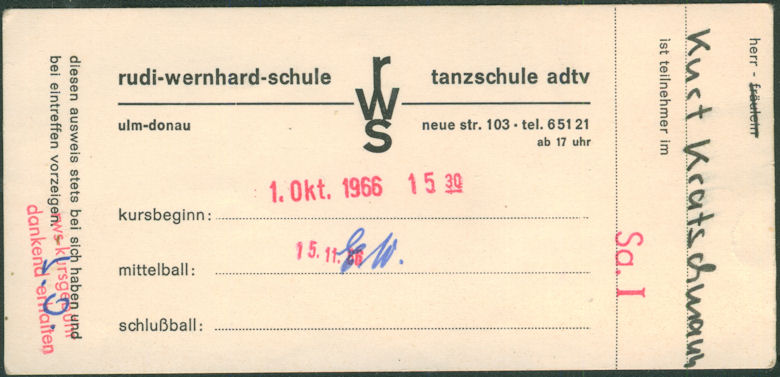 rudi-wernhard-schule
rws
tanzschule adtv
ulm-donau
neue str. 103 · tel. 65121
ab 17 uhr
kursbeginn: 1. Okt. 1966 15 30
mittelball: 15. 11. 66
schlußball:
diesen ausweis stets bei sich haben und
bei eintreffen vorzeigen.
rws-kursgebühr
dankend erhalten
herr - fräulein
Kurt Kratschmann
ist teilnehmer im
Sa. I